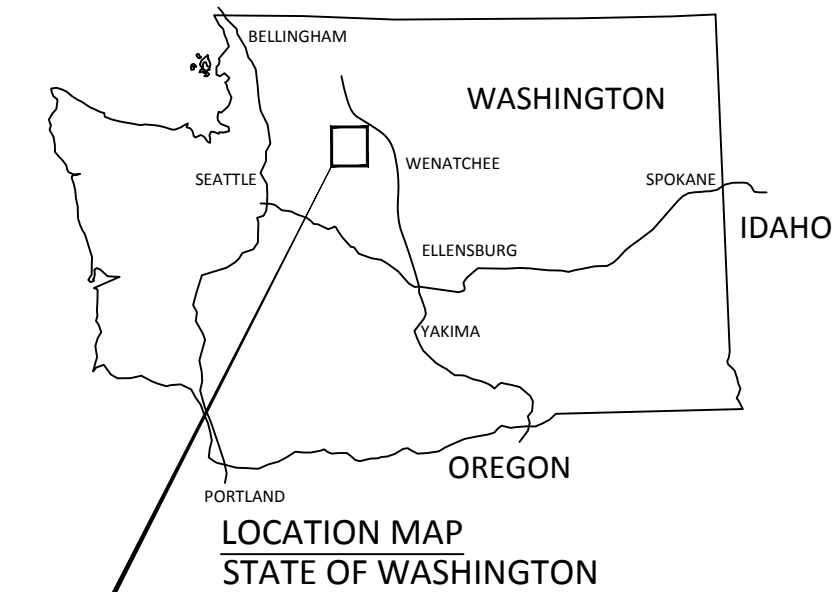 BELLINGHAM
WASHINGTON
WENATCHEE
SEATTLE
SPOKANE
IDAHO
ELLENSBURG
YAKIMA
OREGON
PORTLAND
LOCATION MAP
STATE OF WASHINGTON